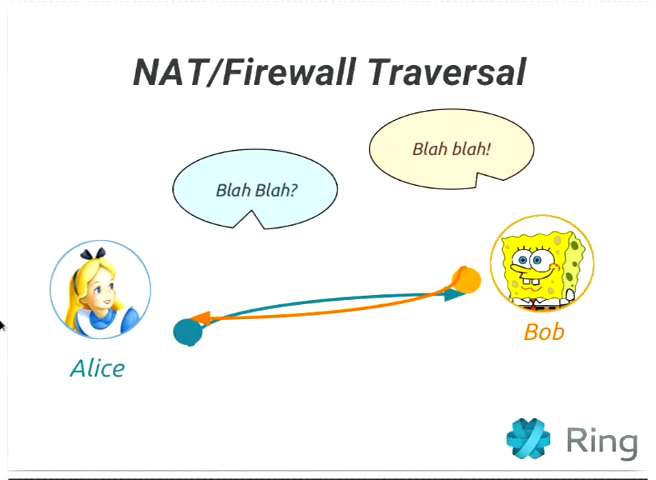 NAT/Firewall Traversal
Blah blah!
Blah Blah?
Bob
Alice
Ring